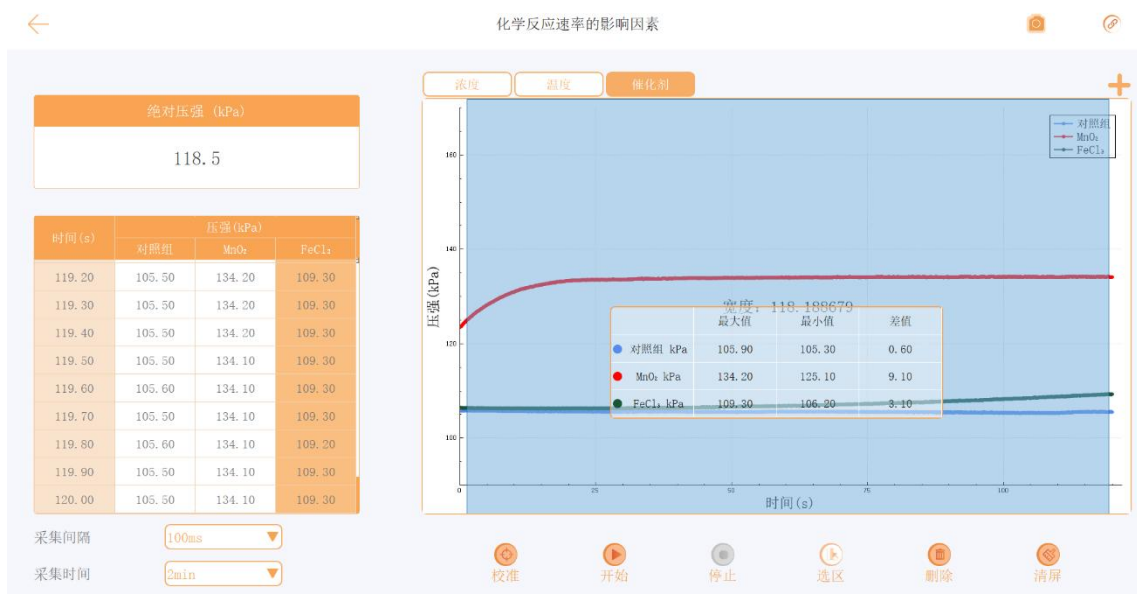 化学反应速率的影响因素
浓度 温度 催化剂
绝对压强 (kPa)
118.5
时间(s) 压强(kPa)
对照组 MnO₂ FeCl₃
119.20 105.50 134.20 109.30
119.30 105.50 134.20 109.30
119.40 105.50 134.20 109.30
119.50 105.50 134.10 109.30
119.60 105.60 134.10 109.30
119.70 105.50 134.10 109.30
119.80 105.60 134.10 109.20
119.90 105.50 134.10 109.30
120.00 105.50 134.10 109.30
采集间隔 100ms
采集时间 2min
对照组
MnO₂
FeCl₃
160
140
120
100
压强(kPa)
宽度: 118.188679
最大值 最小值 差值
对照组 kPa 105.90 105.30 0.60
MnO₂ kPa 134.20 125.10 9.10
FeCl₃ kPa 109.30 106.20 3.10
0 25 50 75 100
时间(s)
校准 开始 停止 选区 删除 清屏